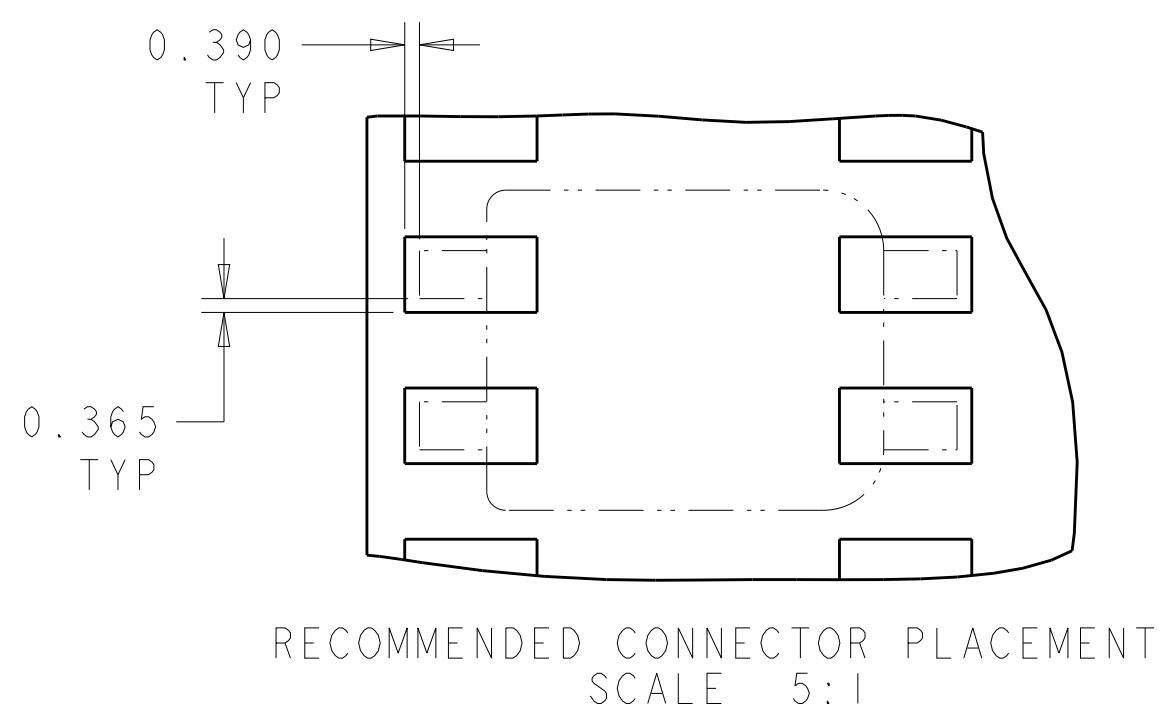 0.390
TYP
0.365
TYP
RECOMMENDED CONNECTOR PLACEMENT
SCALE 5:1